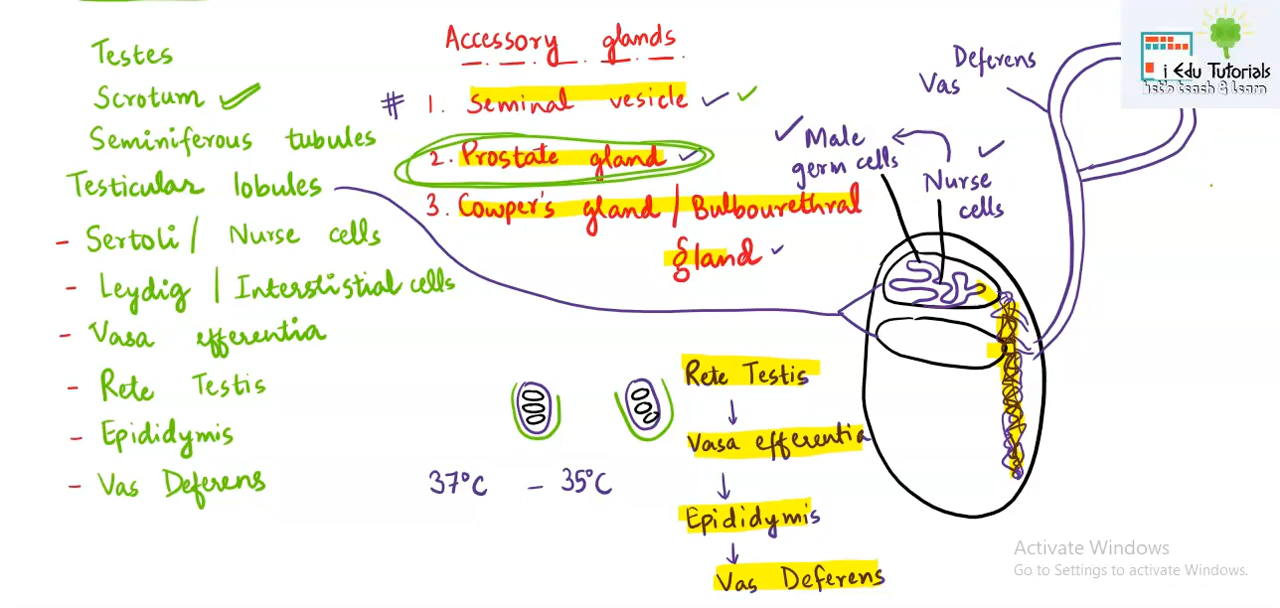 Testes
Scrotum
Seminiferous tubules
Testicular lobules
- Sertoli / Nurse cells
- Leydig | Interstistial cells
- Vasa efferentia
- Rete Testis
- Epididymis
- Vas Deferens
Accessory glands
# 1. Seminal vesicle
2. Prostate gland
3. Cowper's gland / Bulbourethral
gland
37°C - 35°C
Rete Testis
Vasa efferentia
Epididymis
Vas Deferens
Male
germ cells
Nurse
cells
Deferens
Vas
i Edu Tutorials
Let's teach & Learn
Activate Windows
Go to Settings to activate Windows.